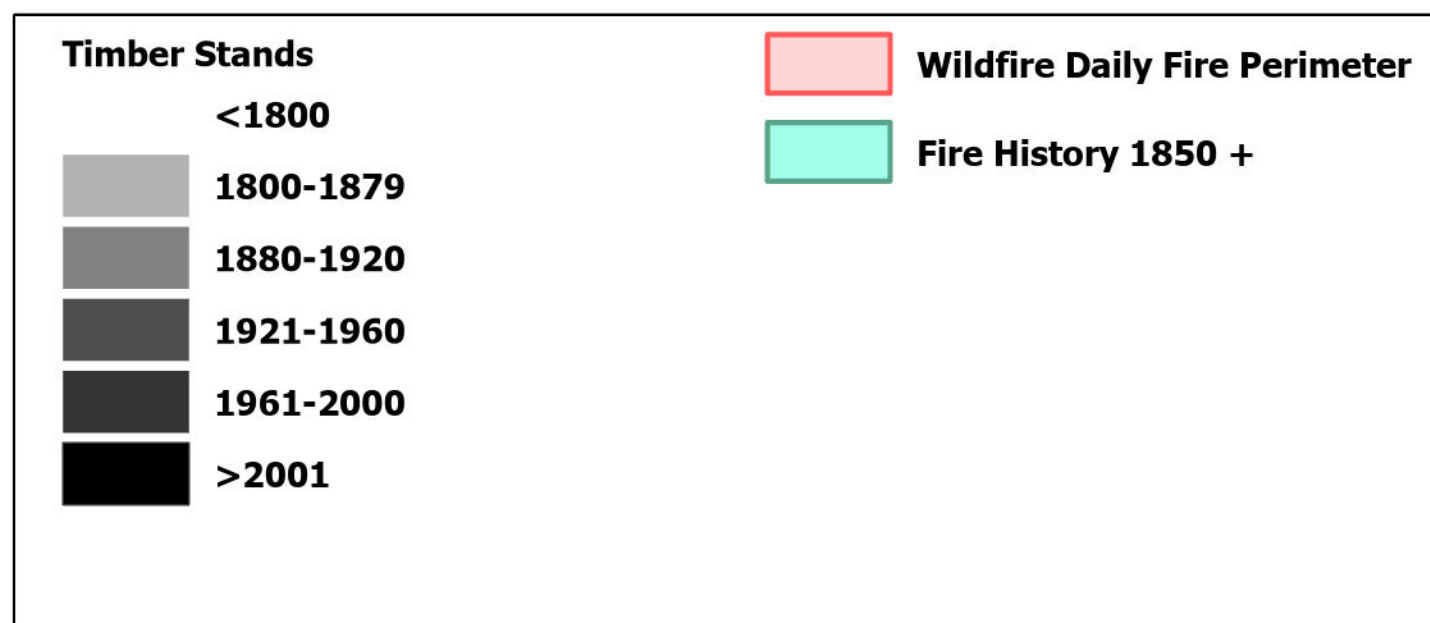 Timber Stands
<1800
1800-1879
1880-1920
1921-1960
1961-2000
>2001
Wildfire Daily Fire Perimeter
Fire History 1850 +